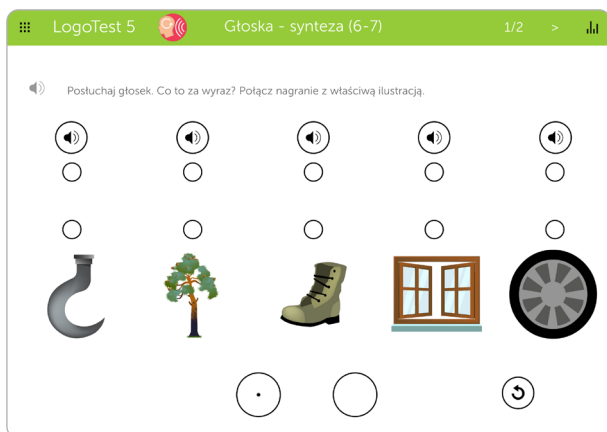 LogoTest 5 Głoska - synteza (6-7) 1/2 >
Posłuchaj głosek. Co to za wyraz? Połącz nagranie z właściwą ilustracją.